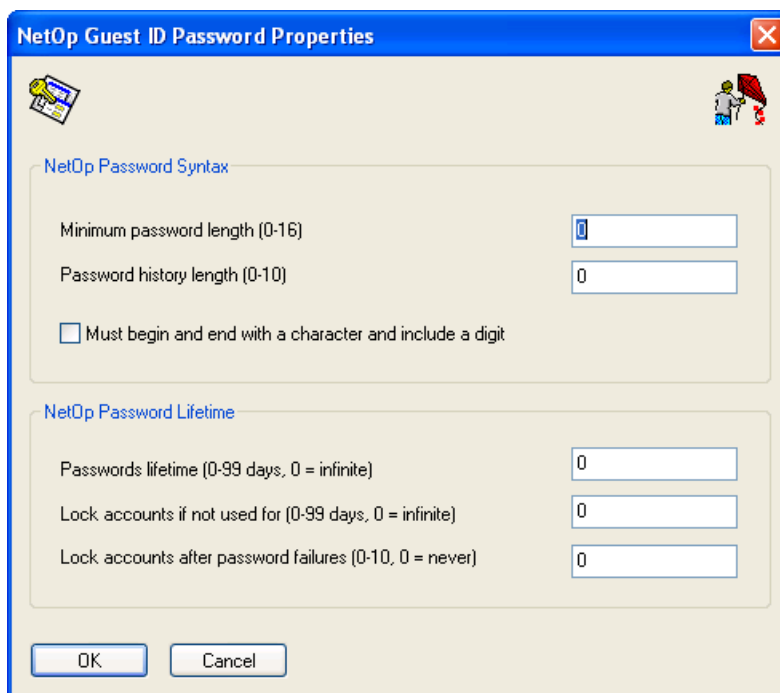 NetOp Guest ID Password Properties
NetOp Password Syntax
Minimum password length (0-16)
0
Password history length (0-10)
0
Must begin and end with a character and include a digit
NetOp Password Lifetime
Passwords lifetime (0-99 days, 0 = infinite)
0
Lock accounts if not used for (0-99 days, 0 = infinite)
0
Lock accounts after password failures (0-10, 0 = never)
0
OK
Cancel